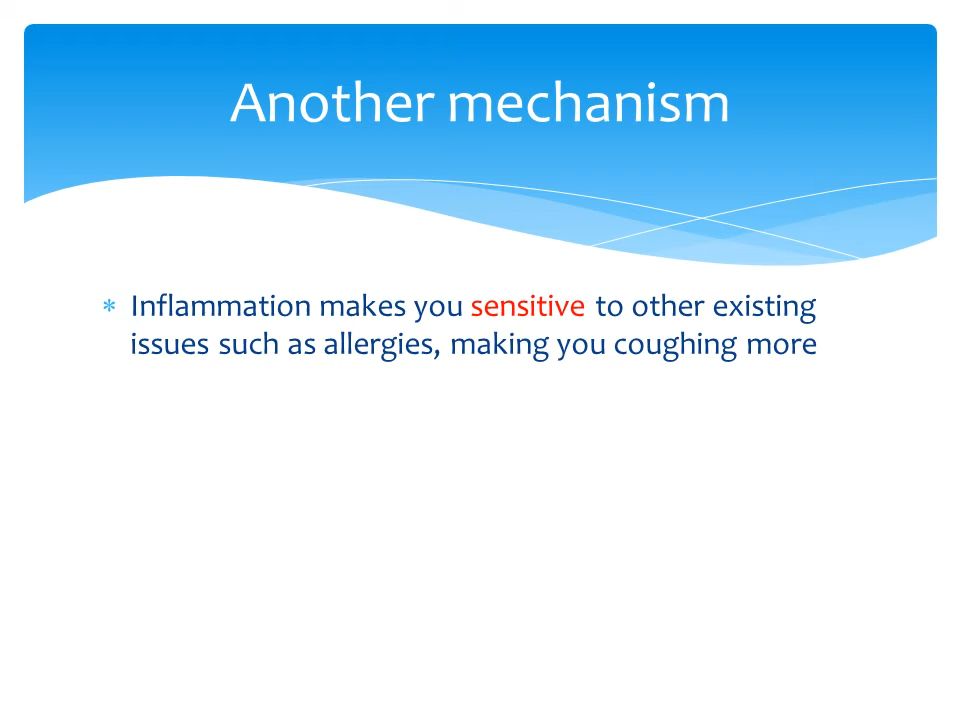 Another mechanism
* Inflammation makes you sensitive to other existing
issues such as allergies, making you coughing more